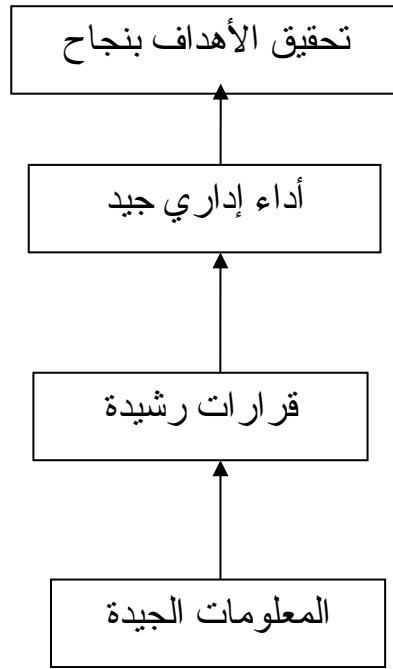 تحقيق الأهداف بنجاح
أداء إداري جيد
قرارات رشيدة
المعلومات الجيدة